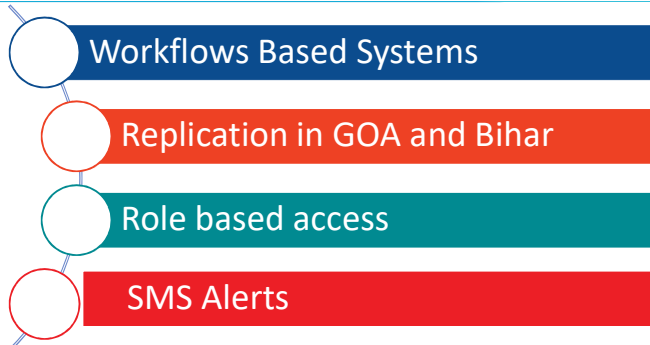 Workflows Based Systems
Replication in GOA and Bihar
Role based access
SMS Alerts